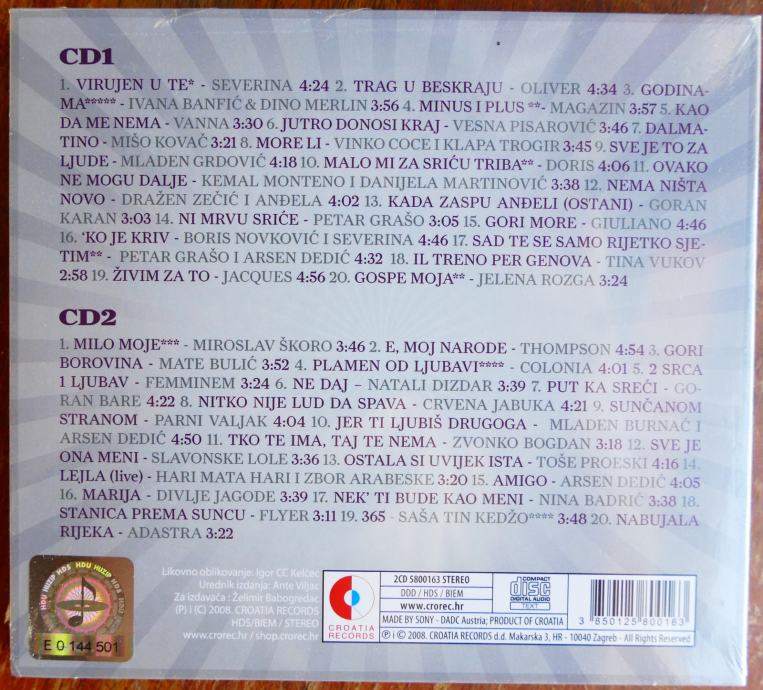 CD1
1. VIRUJEN U TE* - SEVERINA 4:24 2. TRAG U BESKRAJU - OLIVER 4:34 3. GODINA-
MA***** - IVANA BANFIĆ & DINO MERLIN 3:56 4. MINUS I PLUS **- MAGAZIN 3:57 5. KAO
DA ME NEMA - VANNA 3:30 6. JUTRO DONOSI KRAJ - VESNA PISAROVIĆ 3:46 7. DALMA-
TINO - MIŠO KOVAČ 3:21 8. MORE LI - VINKO COCE I KLAPA TROGIR 3:45 9. SVE JE TO ZA
LJUDE - MLADEN GRDOVIĆ 4:18 10. MALO MI ZA SRIĆU TRIBA** - DORIS 4:06 11. OVAKO
NE MOGU DALJE - KEMAL MONTENO I DANIJELA MARTINOVIĆ 3:38 12. NEMA NIŠTA
NOVO - DRAŽEN ZEČIĆ I ANĐELA 4:02 13. KADA ZASPU ANĐELI (OSTANI) - GORAN
KARAN 3:03 14. NI MRVU SRIĆE - PETAR GRAŠO 3:05 15. GORI MORE - GIULIANO 4:46
16. 'KO JE KRIV - BORIS NOVKOVIĆ I SEVERINA 4:46 17. SAD TE SE SAMO RIJETKO SJE-
TIM** - PETAR GRAŠO I ARSEN DEDIĆ 4:32 18. IL TRENO PER GENOVA - TINA VUKOV
2:58 19. ŽIVIM ZA TO - JACQUES 4:56 20. GOSPE MOJA** - JELENA ROZGA 3:24
CD2
1. MILO MOJE*** - MIROSLAV ŠKORO 3:46 2. E, MOJ NARODE - THOMPSON 4:54 3. GORI
BOROVINA - MATE BULIĆ 3:52 4. PLAMEN OD LJUBAVI**** - COLONIA 4:01 5. 2 SRCA
1 LJUBAV - FEMMINEM 3:24 6. NE DAJ – NATALI DIZDAR 3:39 7. PUT KA SREĆI - GO-
RAN BARE 4:22 8. NITKO NIJE LUD DA SPAVA - CRVENA JABUKA 4:21 9. SUNČANOM
STRANOM - PARNI VALJAK 4:04 10. JER TI LJUBIŠ DRUGOGA - MLADEN BURNAĆ I
ARSEN DEDIĆ 4:50 11. TKO TE IMA, TAJ TE NEMA - ZVONKO BOGDAN 3:18 12. SVE JE
ONA MENI - SLAVONSKE LOLE 3:36 13. OSTALA SI UVIJEK ISTA - TOŠE PROESKI 4:16 14.
LEJLA (live) - HARI MATA HARI I ZBOR ARABESKE 3:20 15. AMIGO - ARSEN DEDIĆ 4:05
16. MARIJA - DIVLJE JAGODE 3:39 17. NEK' TI BUDE KAO MENI - NINA BADRIĆ 3:38 18.
STANICA PREMA SUNCU - FLYER 3:11 19. 365 - SAŠA TIN KEDŽO**** 3:48 20. NABUJALA
RIJEKA - ADASTRA 3:22
HDU HUZIP HDS HDU HUZIP HDS
E 0 144 501
Likovno oblikovanje: Igor CC Kelčec
Urednik izdanja: Ante Viljac
Za izdavača : Želimir Babogredac
(P) i (C) 2008. CROATIA RECORDS
HDS/BIEM / STEREO
www.crorec.hr / shop.crorec.hr
CROATIA
RECORDS
2CD 5800163 STEREO
DDD / HDS / BIEM
www.crorec.hr
MADE BY SONY - DADC Austria; PRODUCT OF CROATIA
COMPACT
disc
DIGITAL AUDIO
TEXT
3 850125 800163
℗ i © 2008. CROATIA RECORDS d.d. Makarska 3, HR - 10040 Zagreb - All Rights Reserved